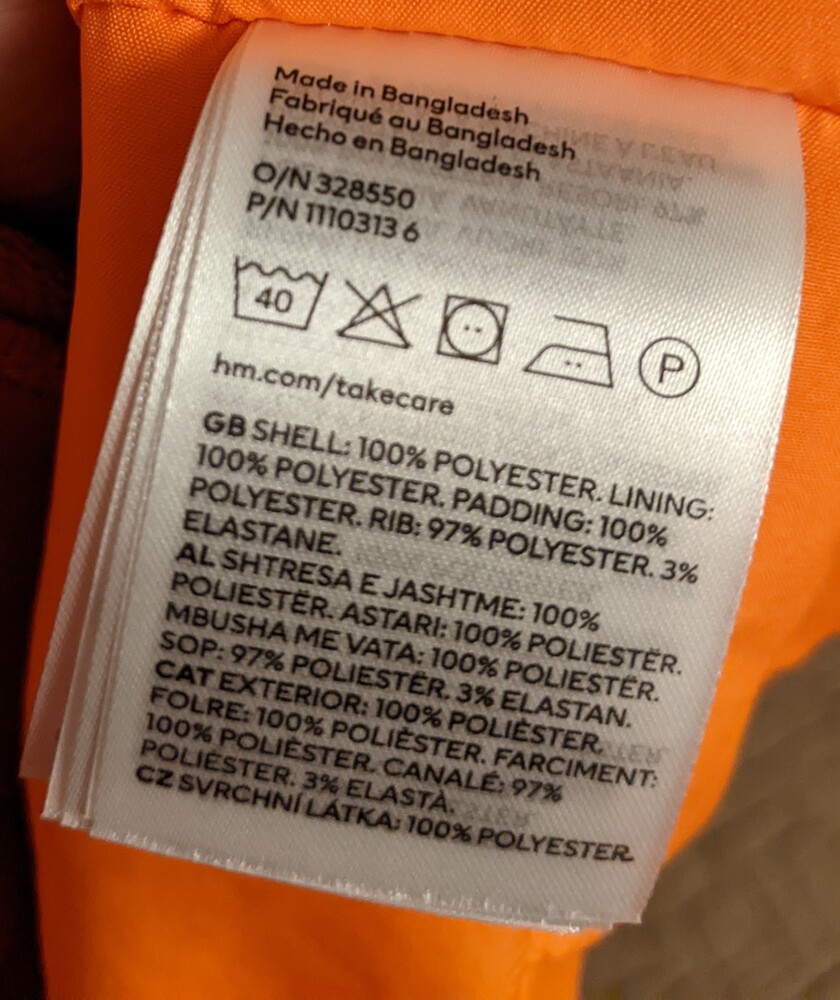 Made in Bangladesh
Fabriqué au Bangladesh
Hecho en Bangladesh
O/N 328550
P/N 1110313 6
40
P
hm.com/takecare
GB SHELL: 100% POLYESTER. LINING:
100% POLYESTER. PADDING: 100%
POLYESTER. RIB: 97% POLYESTER. 3%
ELASTANE.
AL SHTRESA E JASHTME: 100%
POLIESTËR. ASTARI: 100% POLIESTËR.
MBUSHA ME VATA: 100% POLIESTËR.
SOP: 97% POLIESTËR. 3% ELASTAN.
CAT EXTERIOR: 100% POLIÈSTER.
FOLRE: 100% POLIÈSTER. FARCIMENT:
100% POLIÈSTER. CANALÉ: 97%
POLIÈSTER. 3% ELASTÀ.
CZ SVRCHNÍ LÁTKA: 100% POLYESTER.